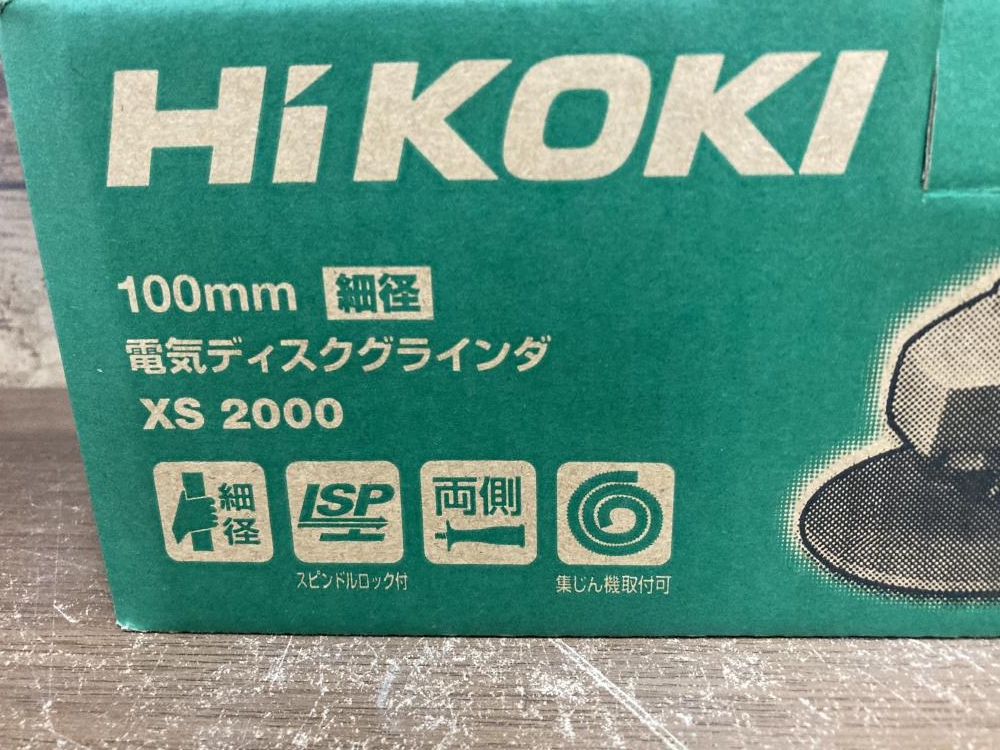 HiKOKI
100mm 細径
電気ディスクグラインダ
XS 2000
細径
LSP
両側
スピンドルロック付
集じん機取付可